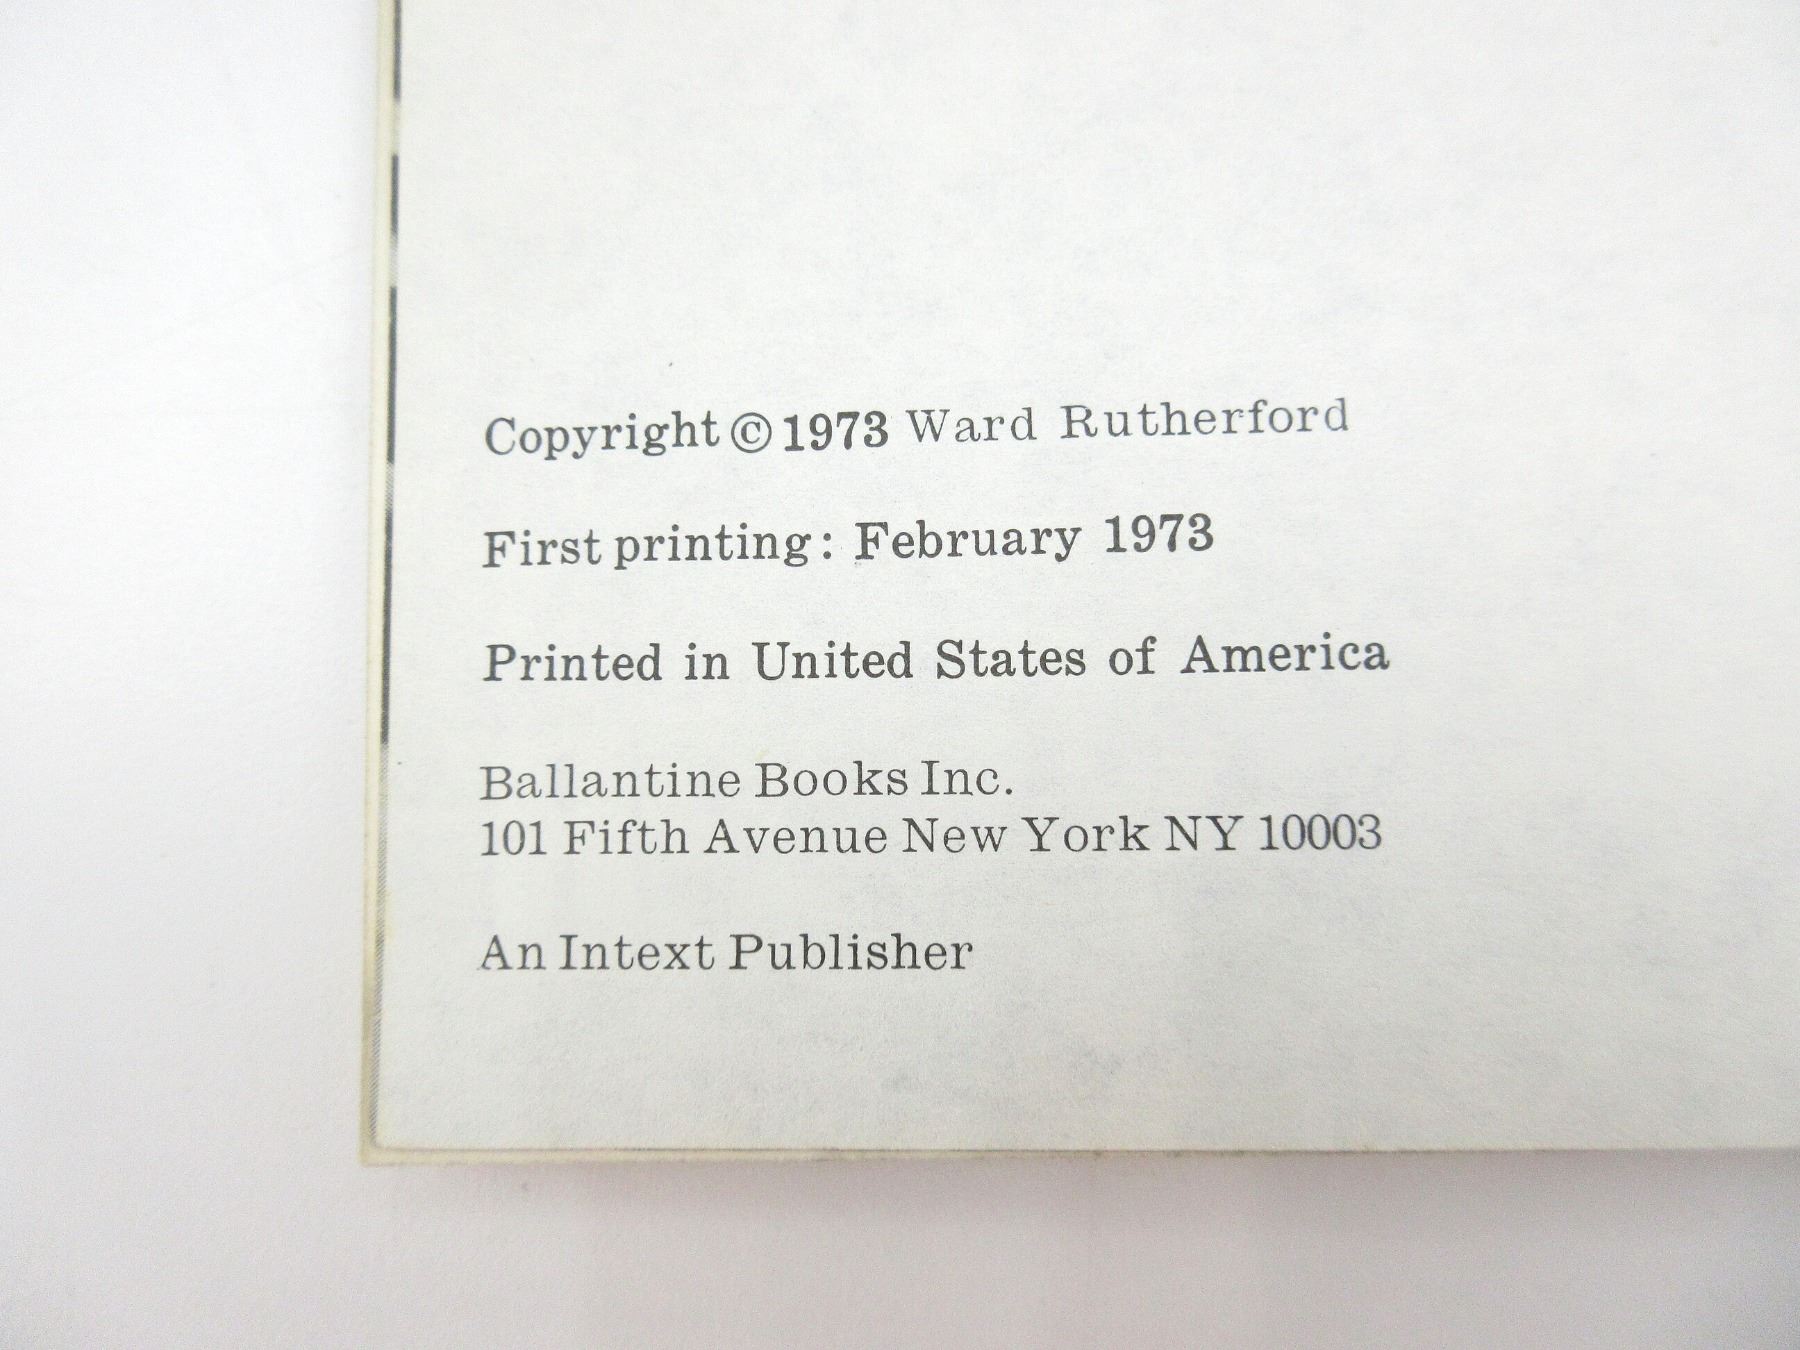 Copyright © 1973 Ward Rutherford
First printing: February 1973
Printed in United States of America
Ballantine Books Inc.
101 Fifth Avenue New York NY 10003
An Intext Publisher